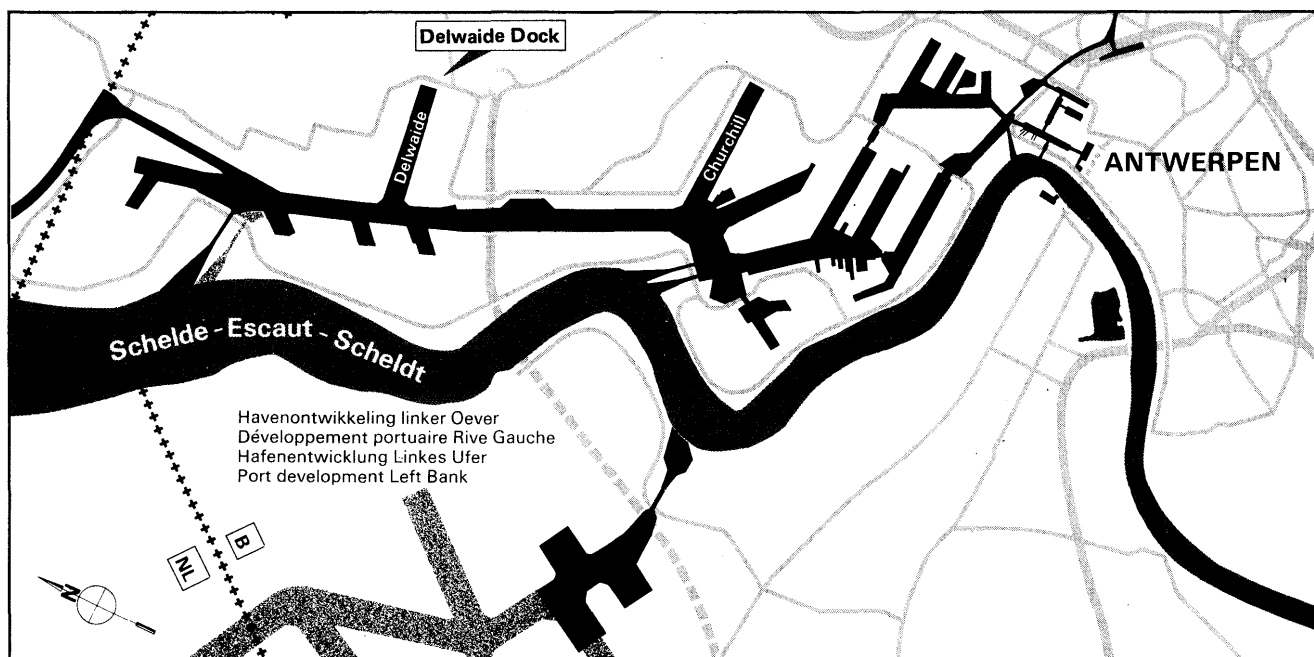 Delwaide Dock
Delwaide
Churchill
ANTWERPEN
Schelde - Escaut - Scheldt
Havenontwikkeling linker Oever
Développement portuaire Rive Gauche
Hafenentwicklung Linkes Ufer
Port development Left Bank
B
NL
N